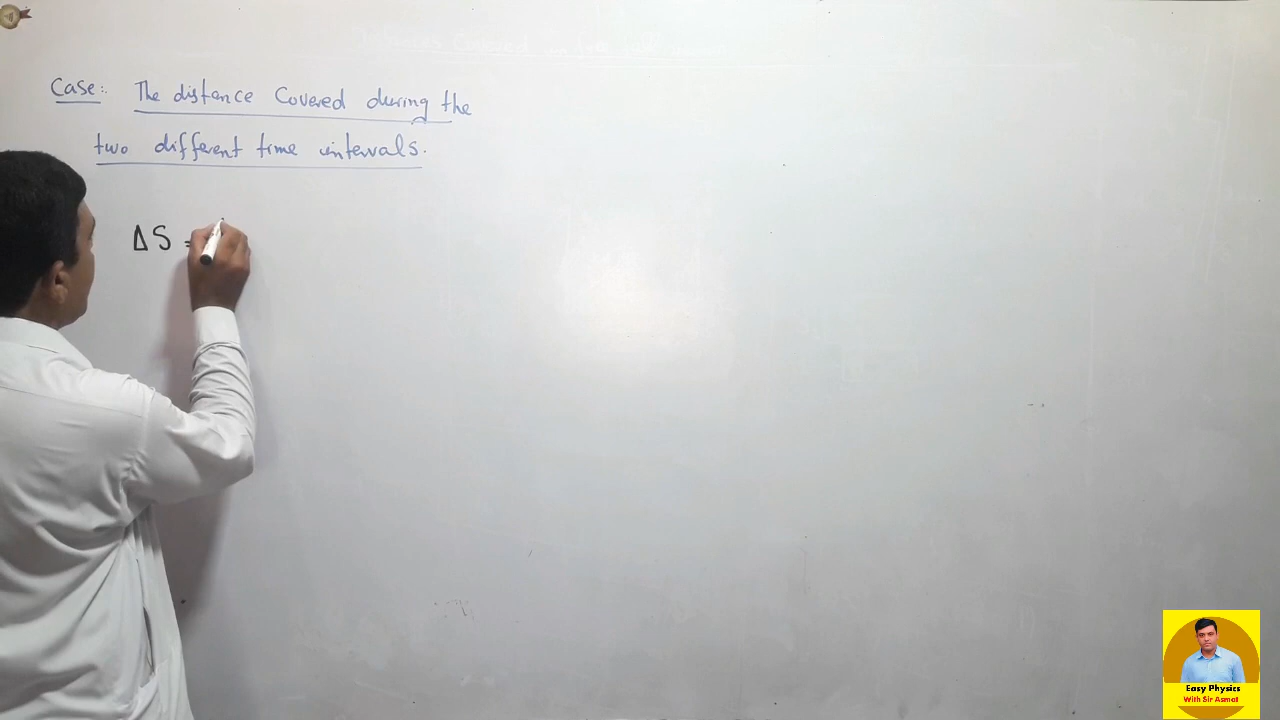 Case:. The distance Covered during the
two different time intervals.
ΔS =
Easy Physics
With Sir Asmat